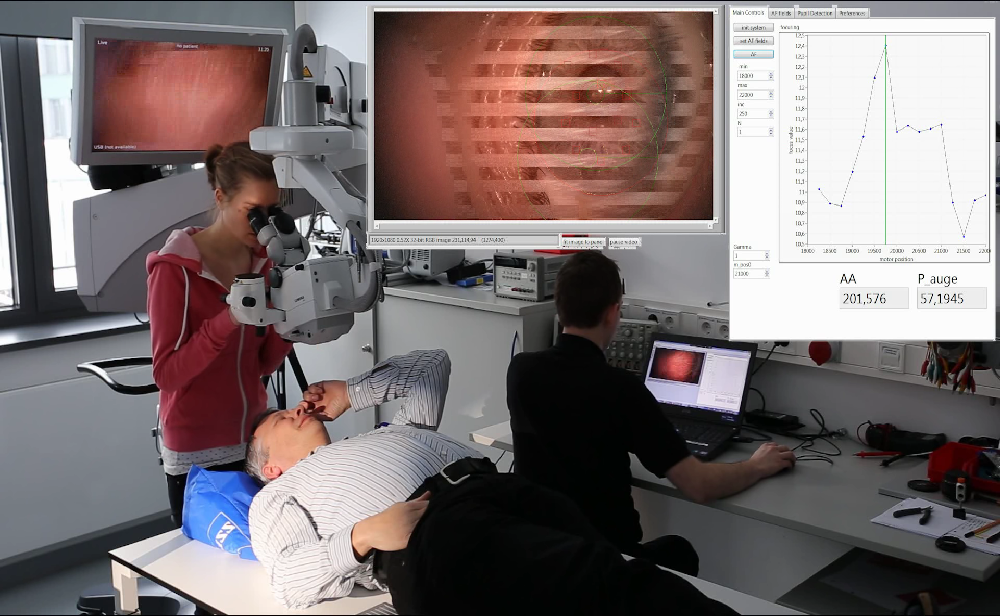 Live
no patient
11:25
USB (not available)
1920x1080 0.52X 32-bit RGB image
fit image to panel
pause video
Main Controls
AF fields
Pupil Detection
Preferences
init system
set AF fields
AF
min
18000
max
22000
inc
250
N
1
Gamma
1
m_pos0
21000
focusing
focus value
12,5
12,4
12,3
12,2
12,1
12
11,9
11,8
11,7
11,6
11,5
11,4
11,3
11,2
11,1
11
10,9
10,8
10,7
10,6
10,5
18000 18500 19000 19500 20000 20500 21000 21500 22000
motor position
AA
201,576
P_auge
57,1945
LUMERA